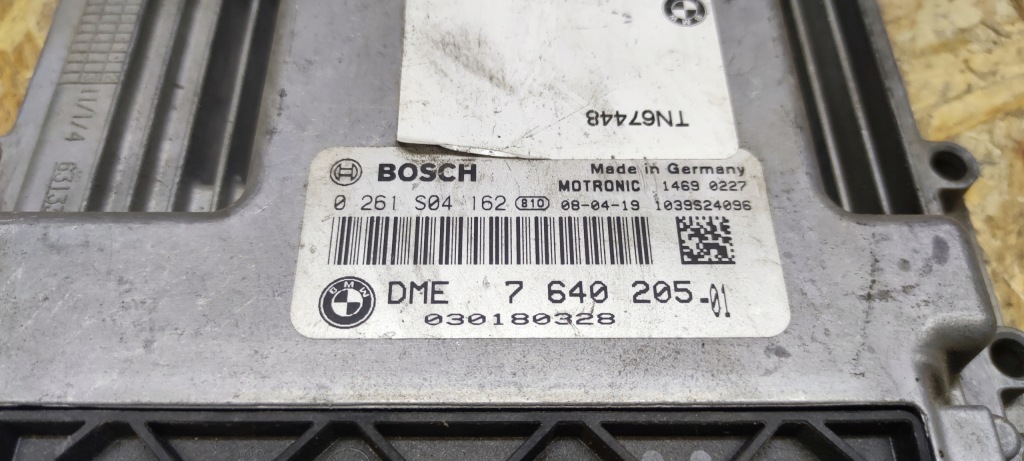 TN67448
BOSCH
Made in Germany
MOTRONIC 1469 0227
0 261 S04 162 810 08-04-19 1039S24096
BMW
DME 7 640 205-01
030180328